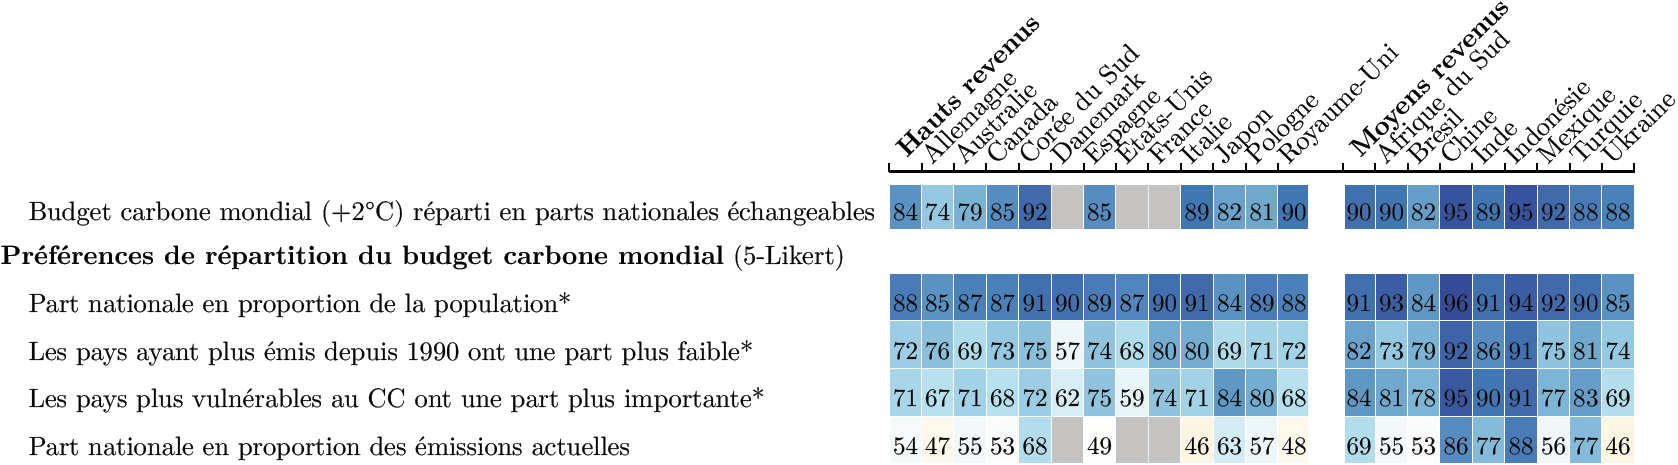 Hauts revenus
Allemagne
Australie
Canada
Corée du Sud
Danemark
Espagne
Etats-Unis
France
Italie
Japon
Pologne
Royaume-Uni
Moyens revenus
Afrique du Sud
Brésil
Chine
Inde
Indonésie
Mexique
Turquie
Ukraine
Budget carbone mondial (+2°C) réparti en parts nationales échangeables 84 74 79 85 92 85 89 82 81 90 90 90 82 95 89 95 92 88 88
Préférences de répartition du budget carbone mondial (5-Likert)
Part nationale en proportion de la population* 88 85 87 87 91 90 89 87 90 91 84 89 88 91 93 84 96 91 94 92 90 85
Les pays ayant plus émis depuis 1990 ont une part plus faible* 72 76 69 73 75 57 74 68 80 80 69 71 72 82 73 79 92 86 91 75 81 74
Les pays plus vulnérables au CC ont une part plus importante* 71 67 71 68 72 62 75 59 74 71 84 80 68 84 81 78 95 90 91 77 83 69
Part nationale en proportion des émissions actuelles 54 47 55 53 68 49 46 63 57 48 69 55 53 86 77 88 56 77 46